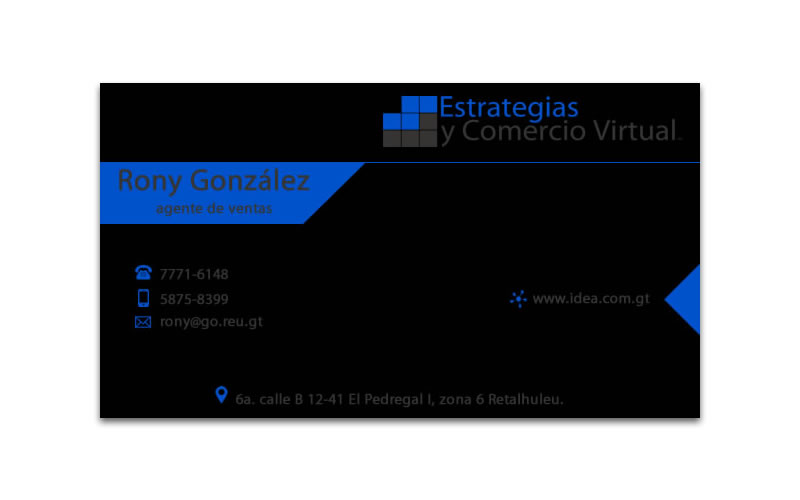 Estrategias
y Comercio Virtual
Rony González
agente de ventas
7771-6148
5875-8399
rony@go.reu.gt
www.idea.com.gt
6a. calle B 12-41 El Pedregal I, zona 6 Retalhuleu.